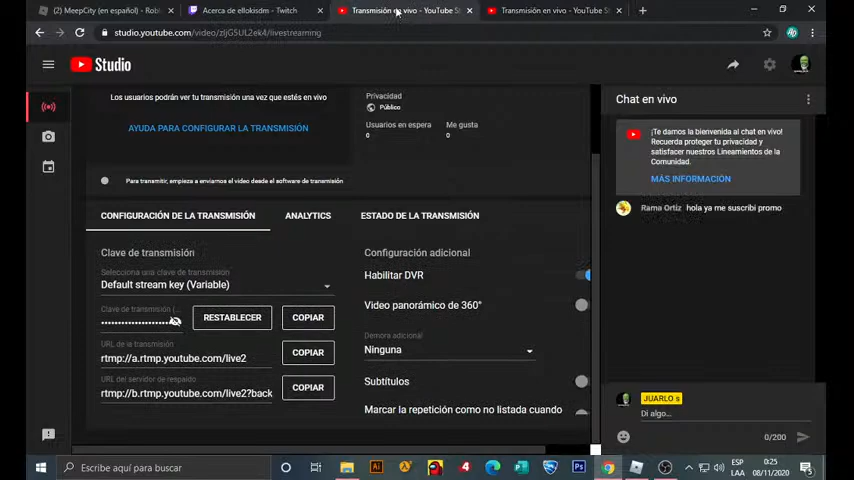 (2) MeepCity (en español) - Rob
Acerca de ellokisdm - Twitch
Transmisión en vivo - YouTube S
Transmisión en vivo - YouTube S
studio.youtube.com/video/zIjG5UL2ek4/livestreaming
Studio
Los usuarios podrán ver tu transmisión una vez que estés en vivo
AYUDA PARA CONFIGURAR LA TRANSMISIÓN
Privacidad
Público
Usuarios en espera
Me gusta
0
0
Para transmitir, empieza a enviarnos el video desde el software de transmisión
CONFIGURACIÓN DE LA TRANSMISIÓN
ANALYTICS
ESTADO DE LA TRANSMISIÓN
Clave de transmisión
Selecciona una clave de transmisión
Default stream key (Variable)
Clave de transmisión (...
RESTABLECER
COPIAR
URL de la transmisión
rtmp://a.rtmp.youtube.com/live2
COPIAR
URL del servidor de respaldo
rtmp://b.rtmp.youtube.com/live2?back
COPIAR
Configuración adicional
Habilitar DVR
Video panorámico de 360°
Demora adicional
Ninguna
Subtítulos
Marcar la repetición como no listada cuando
Chat en vivo
¡Te damos la bienvenida al chat en vivo!
Recuerda proteger tu privacidad y
satisfacer nuestros Lineamientos de la
Comunidad.
MÁS INFORMACIÓN
Rama Ortiz hola ya me suscribi promo
JUARLO s
Di algo...
0/200
Escribe aquí para buscar
Ai
4
Ps
ESP
LAA
0:25
08/11/2020